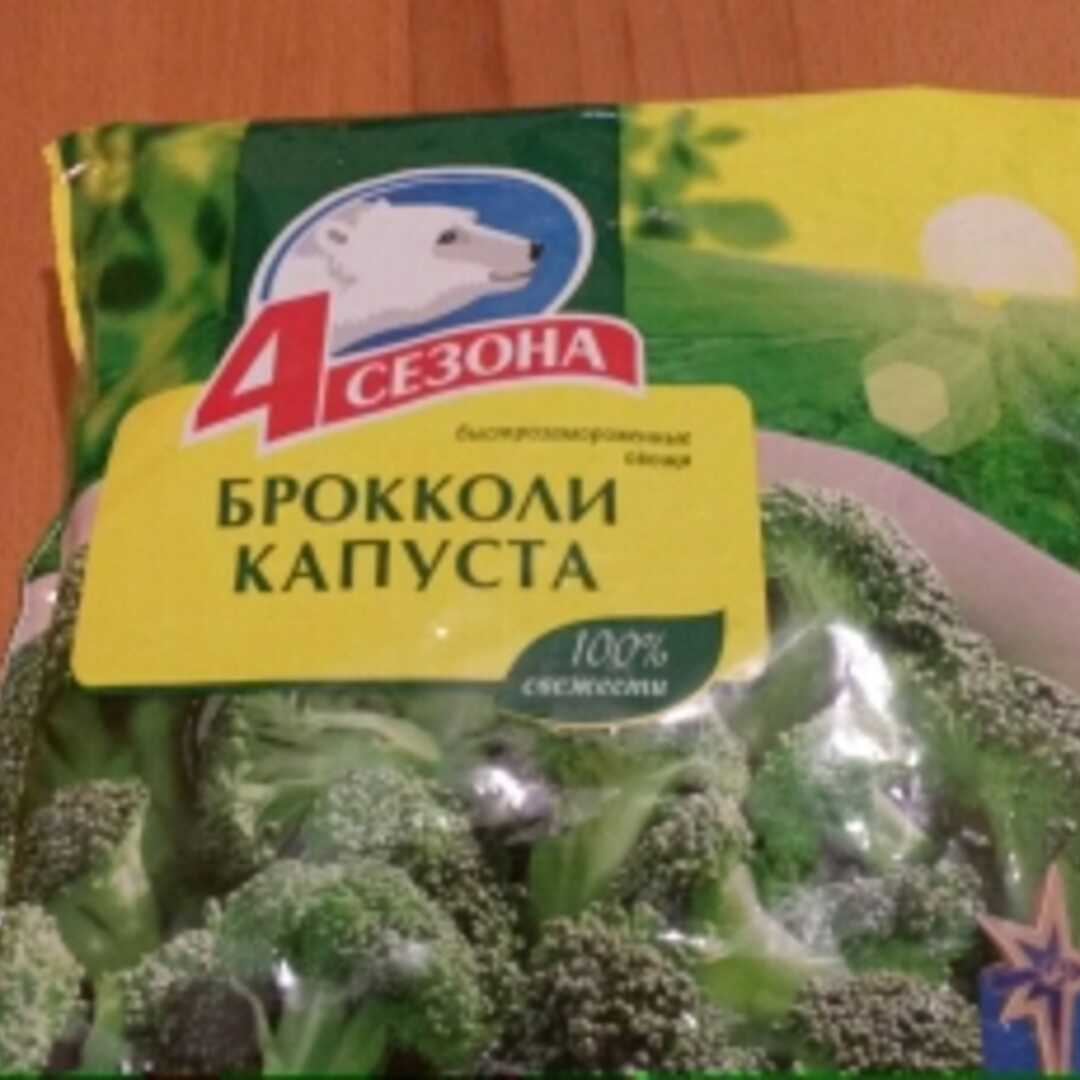 4 СЕЗОНА
быстрозамороженные
овощи
БРОККОЛИ
КАПУСТА
100%
свежести